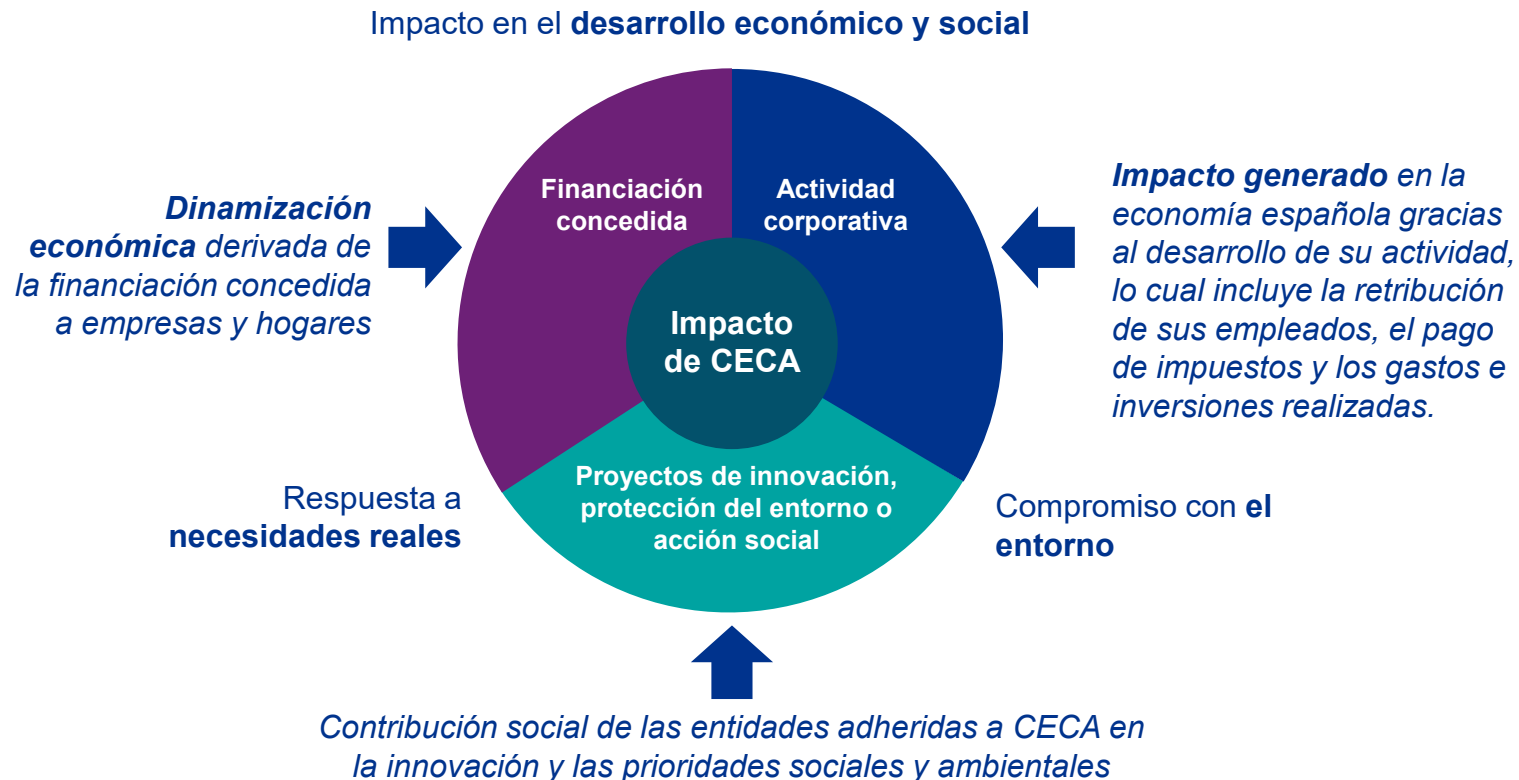 Impacto en el desarrollo económico y social
Financiación
concedida
Actividad
corporativa
Dinamización
económica derivada de
la financiación concedida
a empresas y hogares
Impacto generado en la
economía española gracias
al desarrollo de su actividad,
lo cual incluye la retribución
de sus empleados, el pago
de impuestos y los gastos e
inversiones realizadas.
Impacto
de CECA
Proyectos de innovación,
protección del entorno o
acción social
Respuesta a
necesidades reales
Compromiso con el
entorno
Contribución social de las entidades adheridas a CECA en
la innovación y las prioridades sociales y ambientales